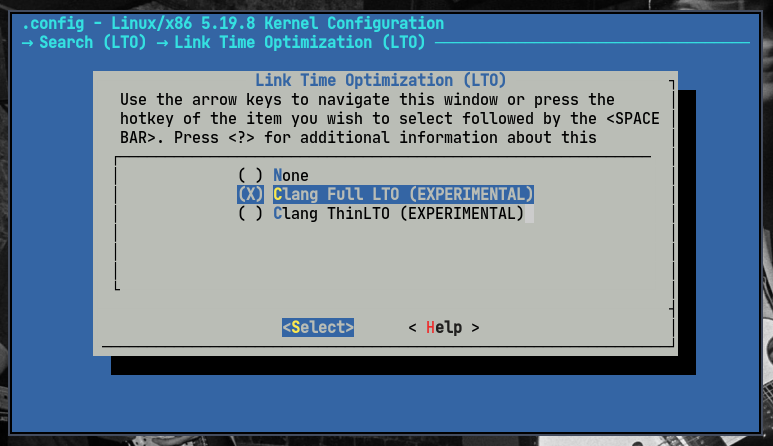 .config - Linux/x86 5.19.8 Kernel Configuration
→ Search (LTO) → Link Time Optimization (LTO)
Link Time Optimization (LTO)
Use the arrow keys to navigate this window or press the
hotkey of the item you wish to select followed by the <SPACE
BAR>. Press <?> for additional information about this
( ) None
(X) Clang Full LTO (EXPERIMENTAL)
( ) Clang ThinLTO (EXPERIMENTAL)
<Select> < Help >